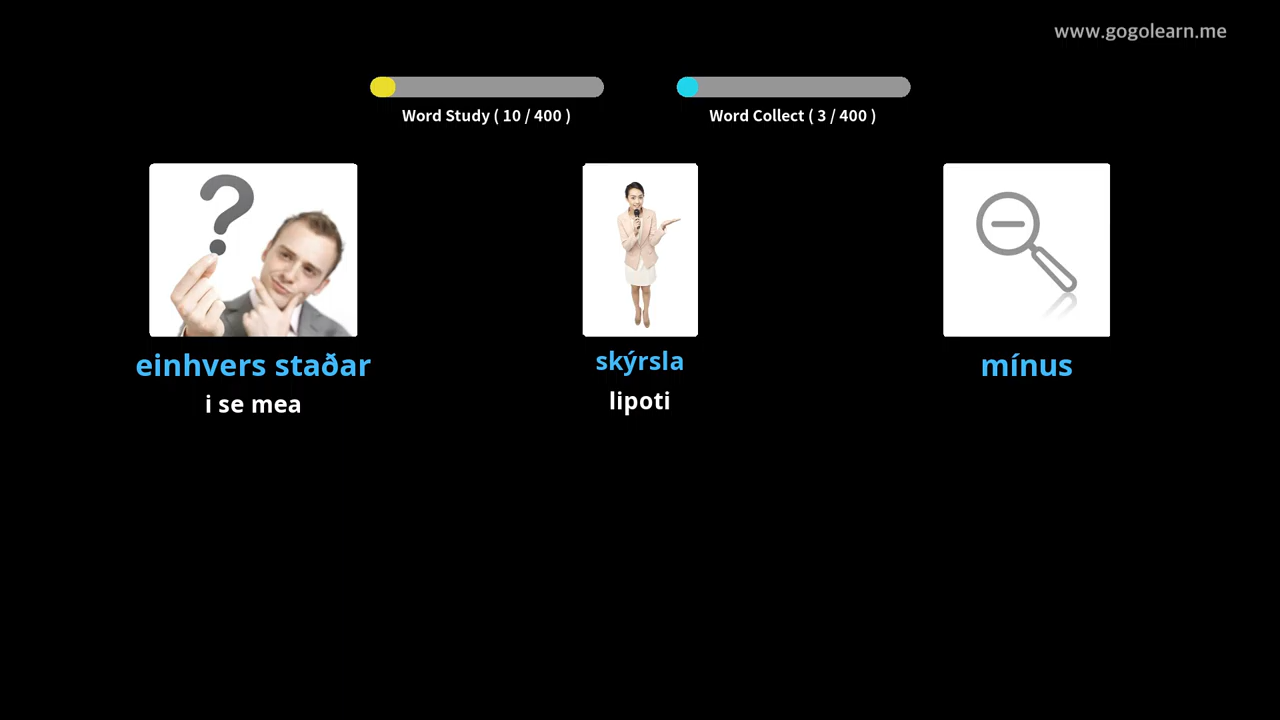 www.gogolearn.me
Word Study ( 10 / 400 )
Word Collect ( 3 / 400 )
einhvers staðar
i se mea
skýrsla
lipoti
mínus